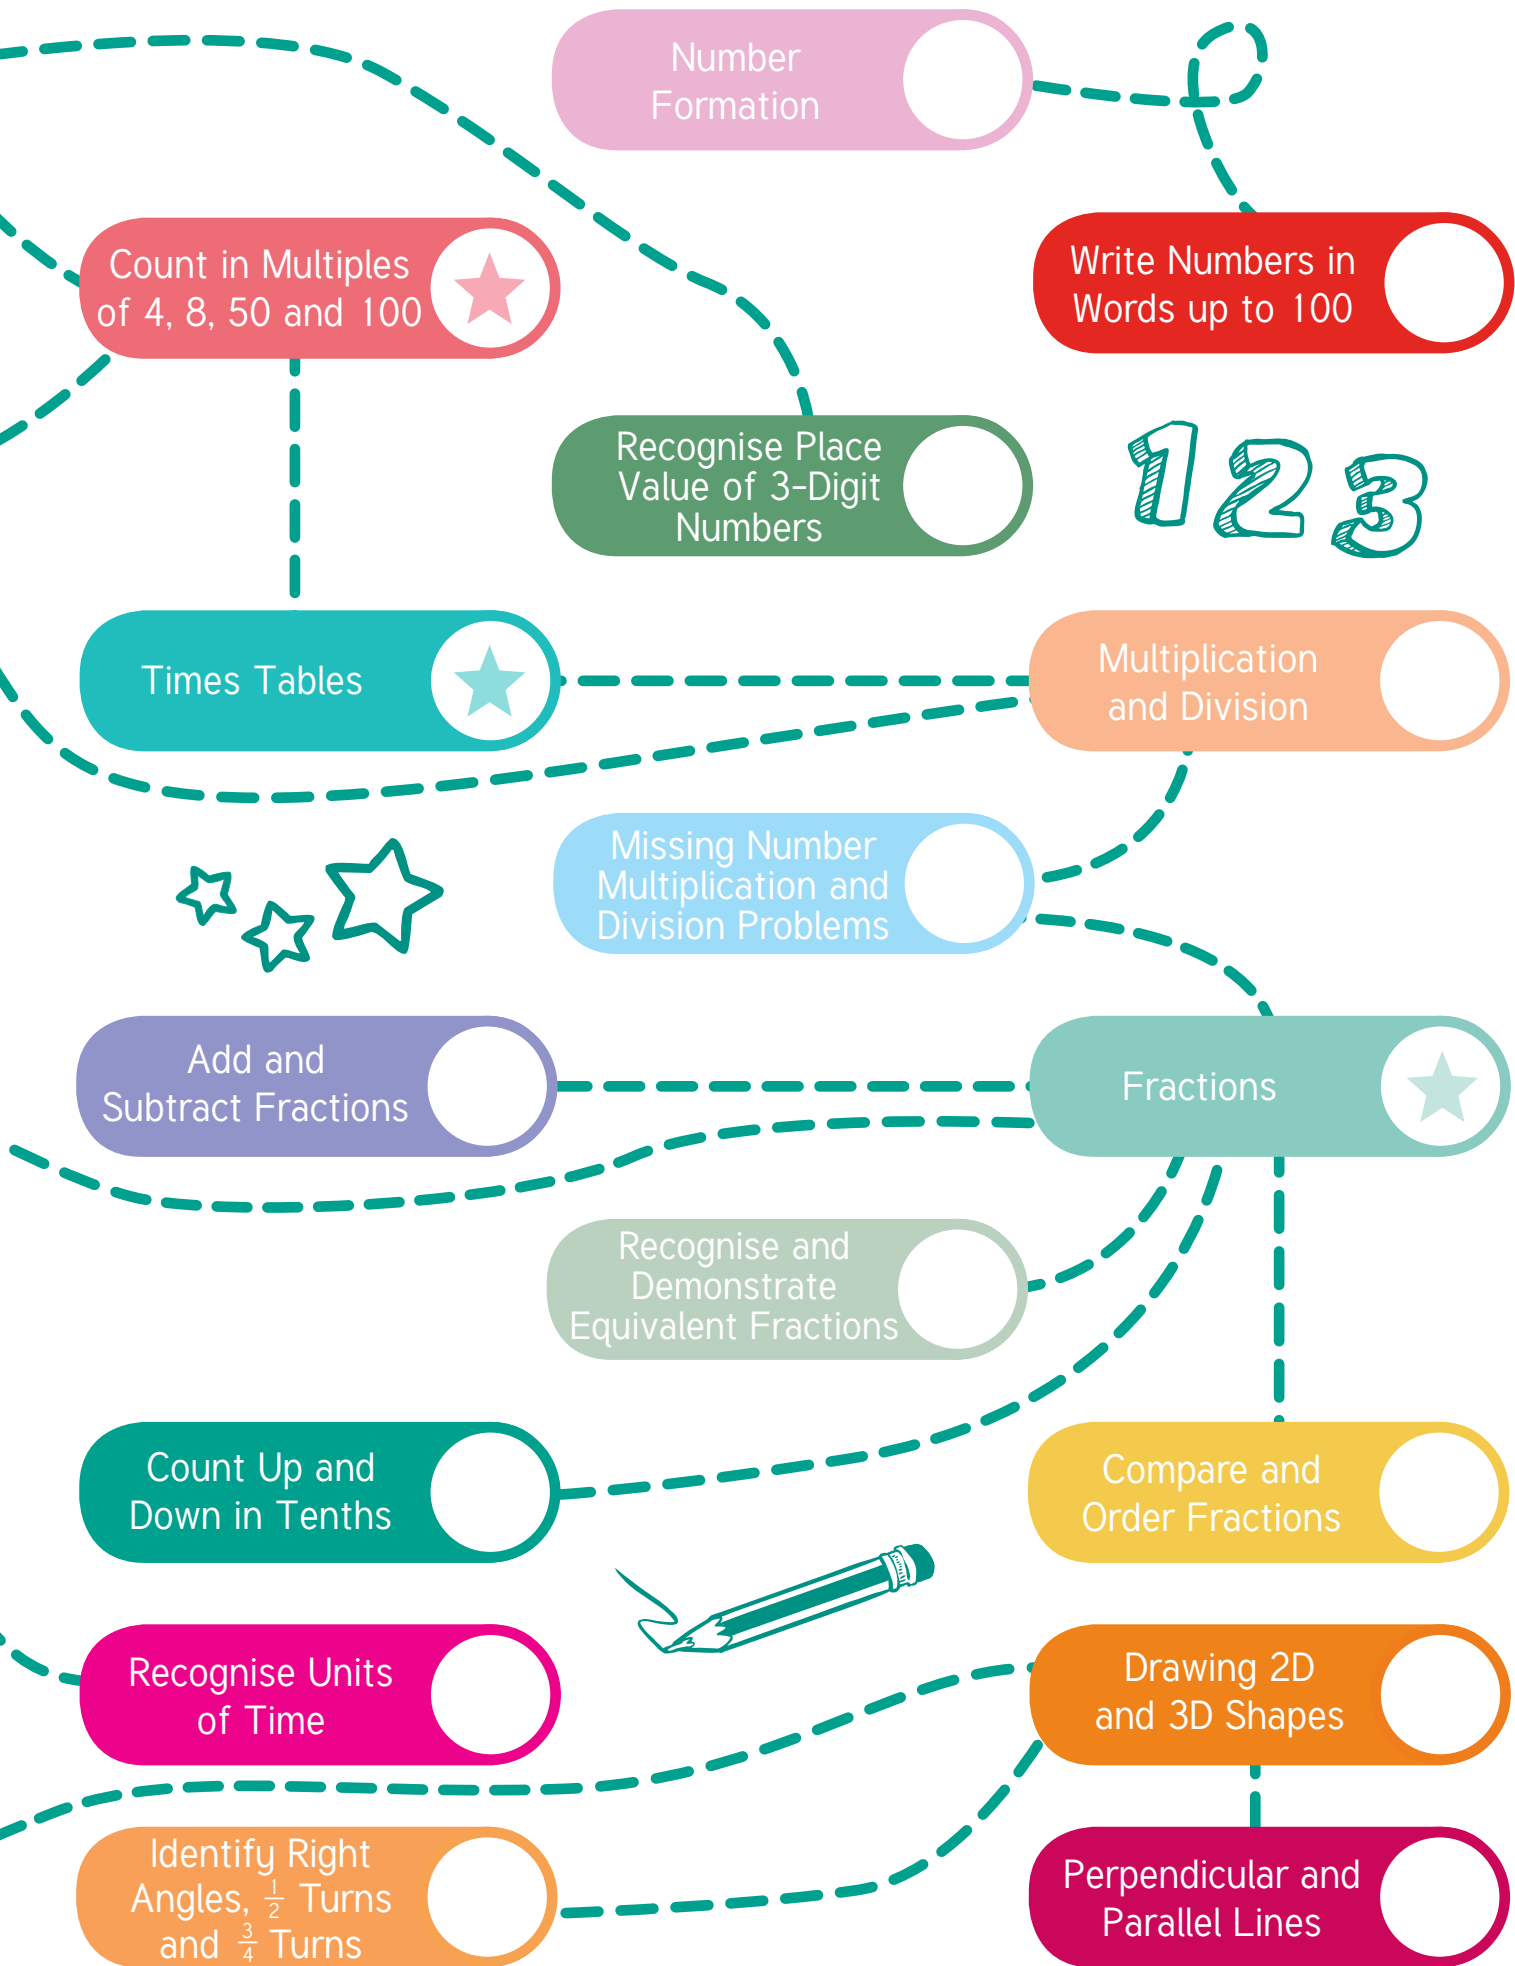 Number
Formation
Count in Multiples
of 4, 8, 50 and 100
Write Numbers in
Words up to 100
Recognise Place
Value of 3-Digit
Numbers
1 2 3
Times Tables
Multiplication
and Division
Missing Number
Multiplication and
Division Problems
Add and
Subtract Fractions
Fractions
Recognise and
Demonstrate
Equivalent Fractions
Count Up and
Down in Tenths
Compare and
Order Fractions
Recognise Units
of Time
Drawing 2D
and 3D Shapes
Identify Right
Angles, 1/2 Turns
and 3/4 Turns
Perpendicular and
Parallel Lines